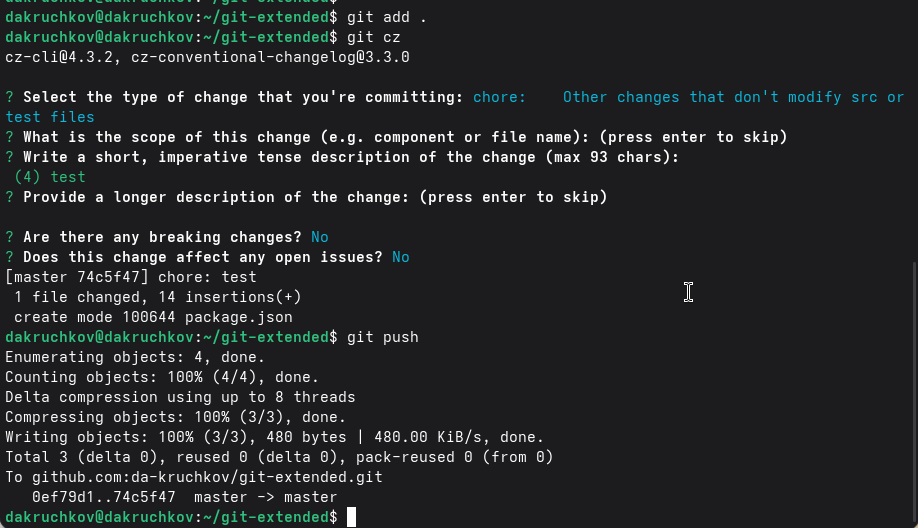 dakruchkov@dakruchkov:~/git-extended$ git add .
dakruchkov@dakruchkov:~/git-extended$ git cz
cz-cli@4.3.2, cz-conventional-changelog@3.3.0
? Select the type of change that you're committing: chore:    Other changes that don't modify src or
test files
? What is the scope of this change (e.g. component or file name): (press enter to skip)
? Write a short, imperative tense description of the change (max 93 chars):
 (4) test
? Provide a longer description of the change: (press enter to skip)
? Are there any breaking changes? No
? Does this change affect any open issues? No
[master 74c5f47] chore: test
 1 file changed, 14 insertions(+)
 create mode 100644 package.json
dakruchkov@dakruchkov:~/git-extended$ git push
Enumerating objects: 4, done.
Counting objects: 100% (4/4), done.
Delta compression using up to 8 threads
Compressing objects: 100% (3/3), done.
Writing objects: 100% (3/3), 480 bytes | 480.00 KiB/s, done.
Total 3 (delta 0), reused 0 (delta 0), pack-reused 0 (from 0)
To github.com:da-kruchkov/git-extended.git
   0ef79d1..74c5f47  master -> master
dakruchkov@dakruchkov:~/git-extended$